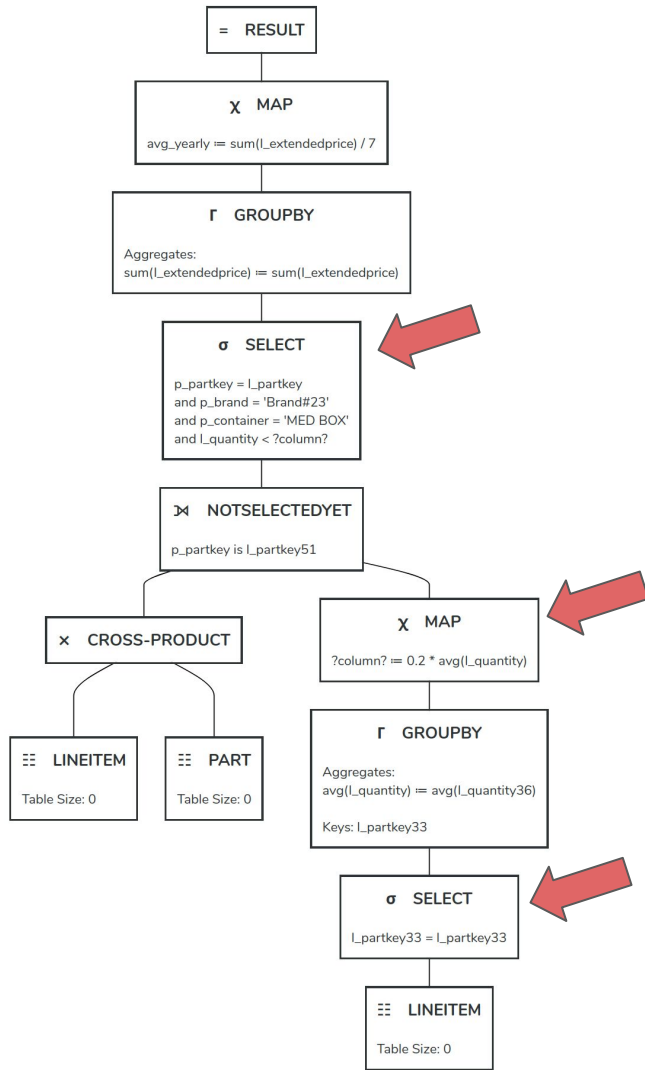 = RESULT
χ MAP
avg_yearly ≔ sum(l_extendedprice) / 7
Γ GROUPBY
Aggregates:
sum(l_extendedprice) ≔ sum(l_extendedprice)
σ SELECT
p_partkey = l_partkey
and p_brand = 'Brand#23'
and p_container = 'MED BOX'
and l_quantity < ?column?
⟕ NOTSELECTEDYET
p_partkey is l_partkey51
× CROSS-PRODUCT
χ MAP
?column? ≔ 0.2 * avg(l_quantity)
LINEITEM
Table Size: 0
PART
Table Size: 0
Γ GROUPBY
Aggregates:
avg(l_quantity) ≔ avg(l_quantity36)
Keys: l_partkey33
σ SELECT
l_partkey33 = l_partkey33
LINEITEM
Table Size: 0